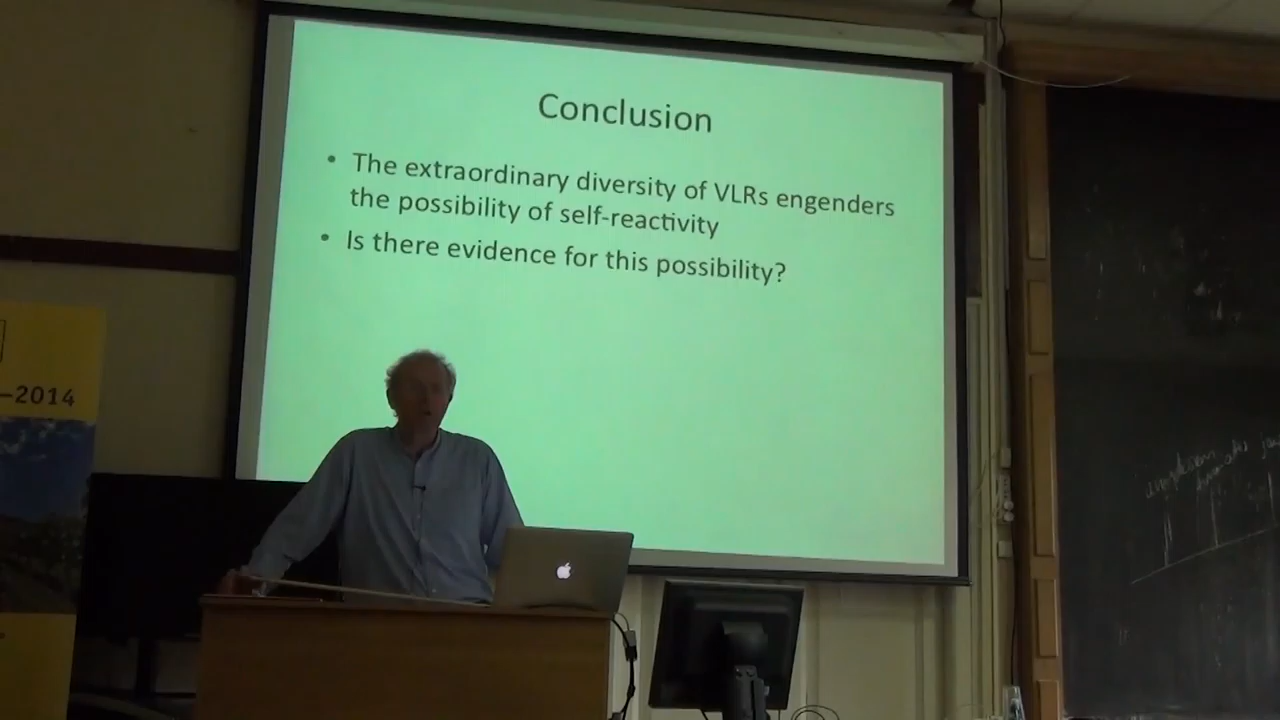 Conclusion
• The extraordinary diversity of VLRs engenders
the possibility of self-reactivity
• Is there evidence for this possibility?
–2014